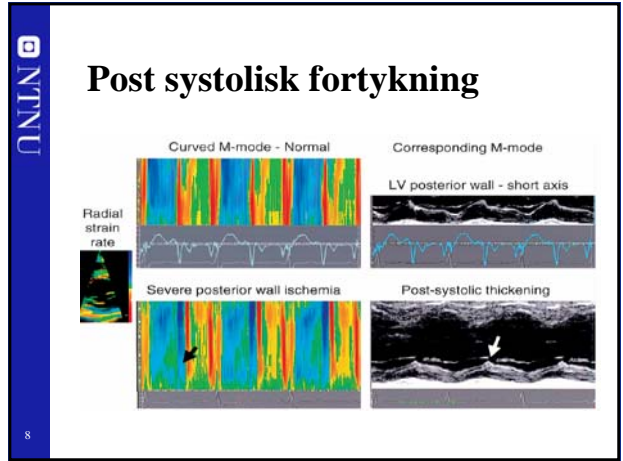 NTNU
Post systolisk fortykning
Curved M-mode - Normal
Corresponding M-mode
LV posterior wall - short axis
Radial
strain
rate
Severe posterior wall ischemia
Post-systolic thickening
8